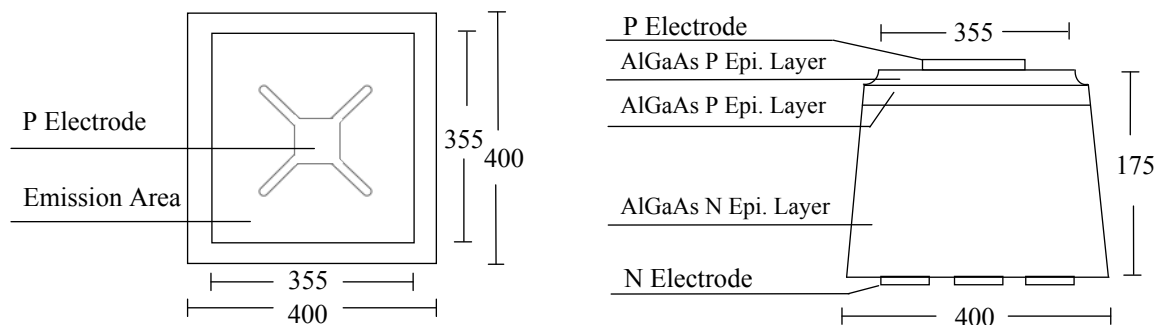 P Electrode
Emission Area
355
400
355
400
P Electrode
AlGaAs P Epi. Layer
AlGaAs P Epi. Layer
AlGaAs N Epi. Layer
N Electrode
355
175
400